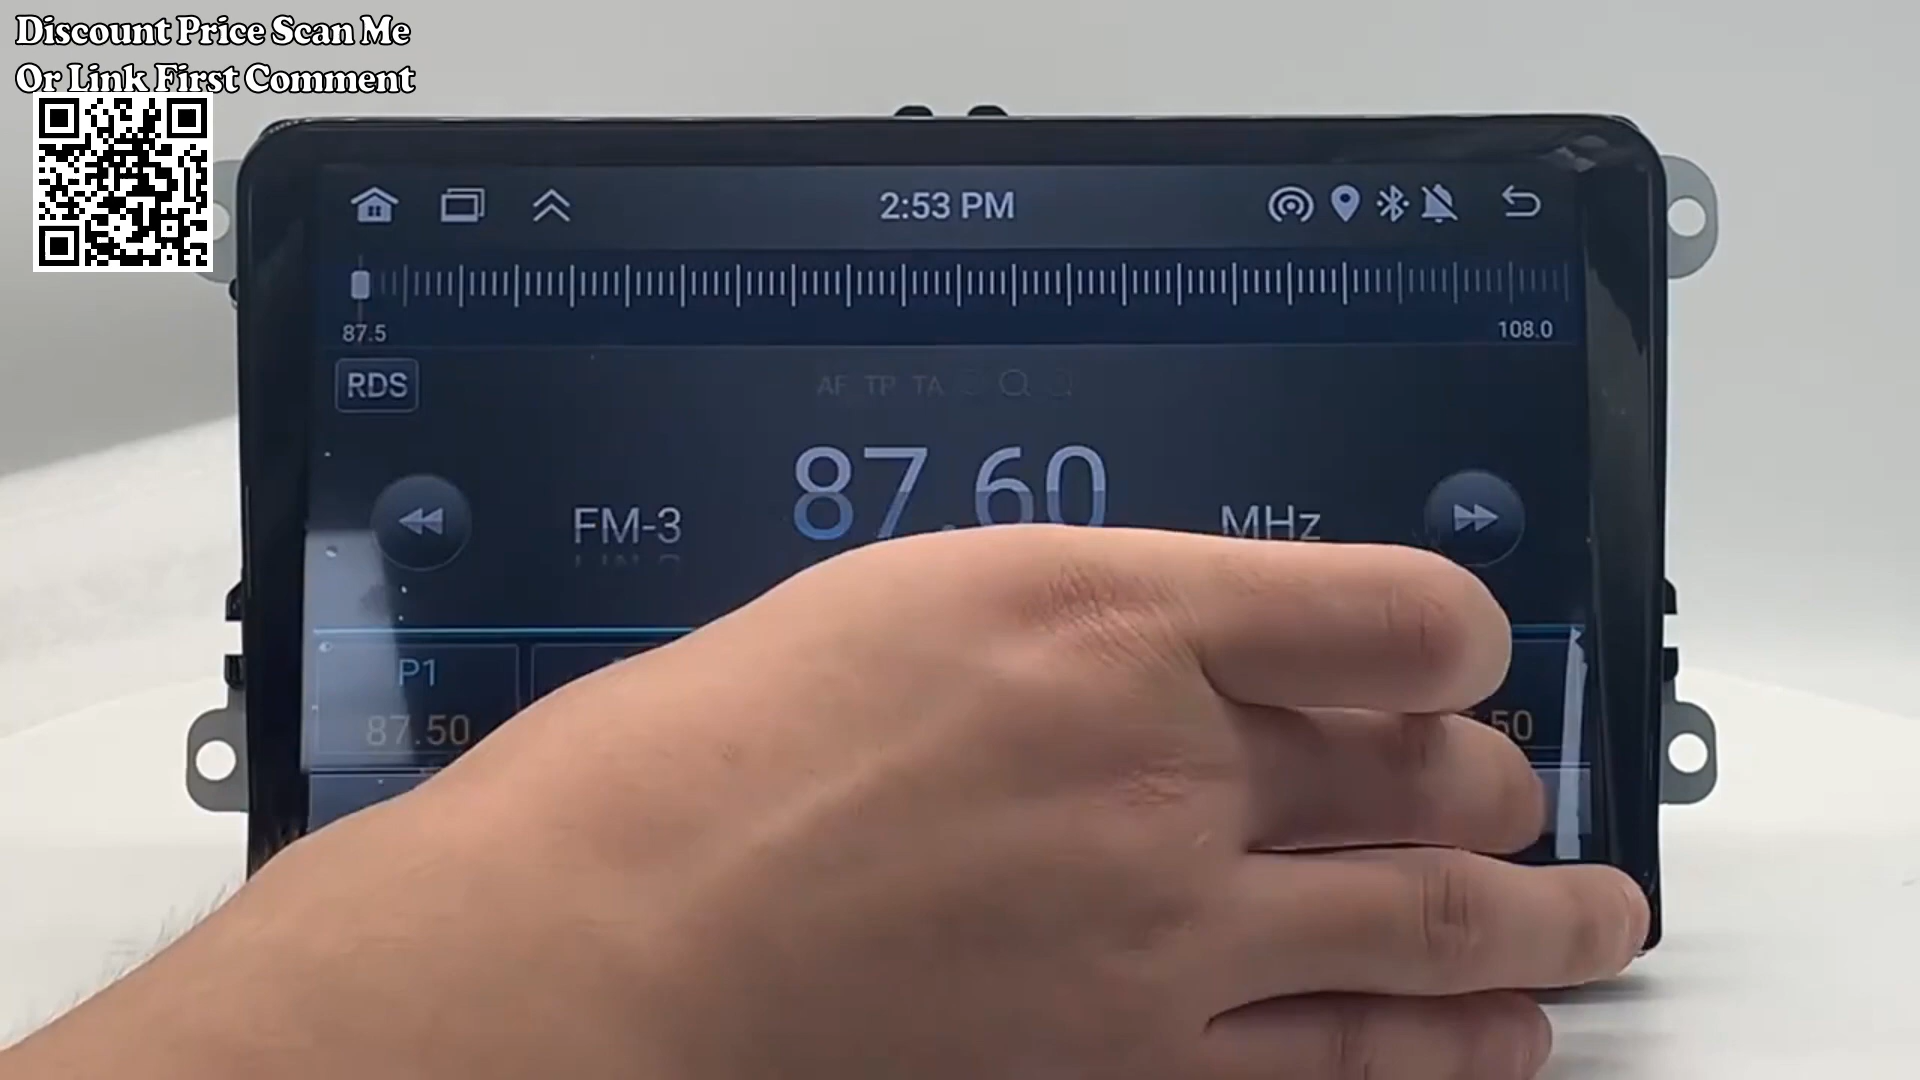 Discount Price Scan Me
Or Link First Comment
2:53 PM
87.5
108.0
RDS
AF TP TA
87.60
FM-3
MHz
P1
87.50
.50